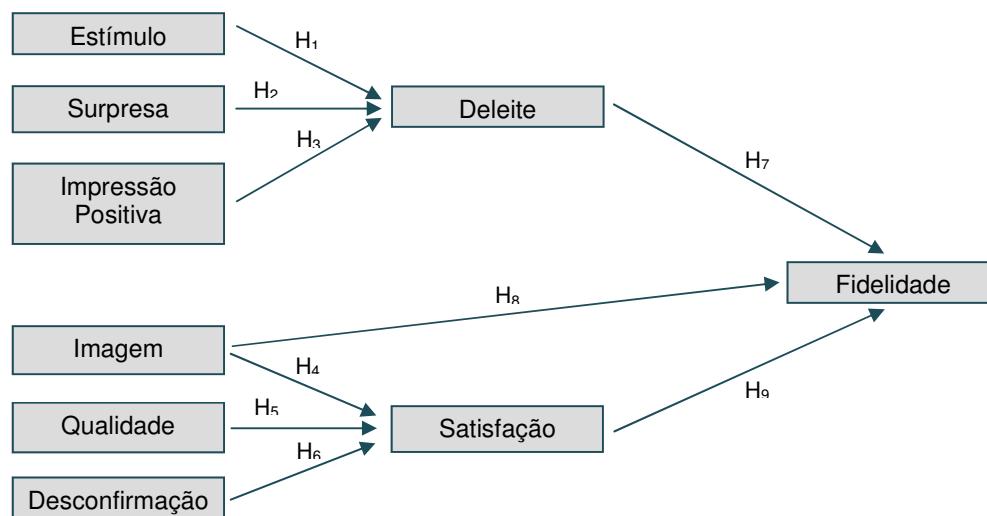 Estímulo
H₁
Surpresa
H₂
Deleite
H₃
Impressão
Positiva
H₇
Fidelidade
H₈
Imagem
H₄
Qualidade
H₅
Satisfação
H₉
H₆
Desconfirmação